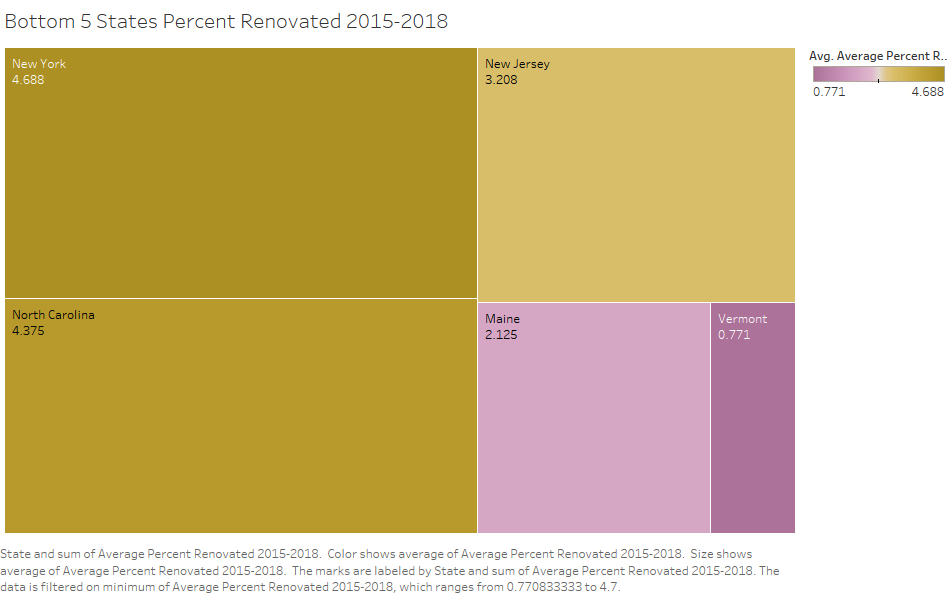 Bottom 5 States Percent Renovated 2015-2018
New York
4.688
New Jersey
3.208
Avg. Average Percent R..
0.771 4.688
North Carolina
4.375
Maine
2.125
Vermont
0.771
State and sum of Average Percent Renovated 2015-2018.  Color shows average of Average Percent Renovated 2015-2018.  Size shows
average of Average Percent Renovated 2015-2018.  The marks are labeled by State and sum of Average Percent Renovated 2015-2018. The
data is filtered on minimum of Average Percent Renovated 2015-2018, which ranges from 0.770833333 to 4.7.